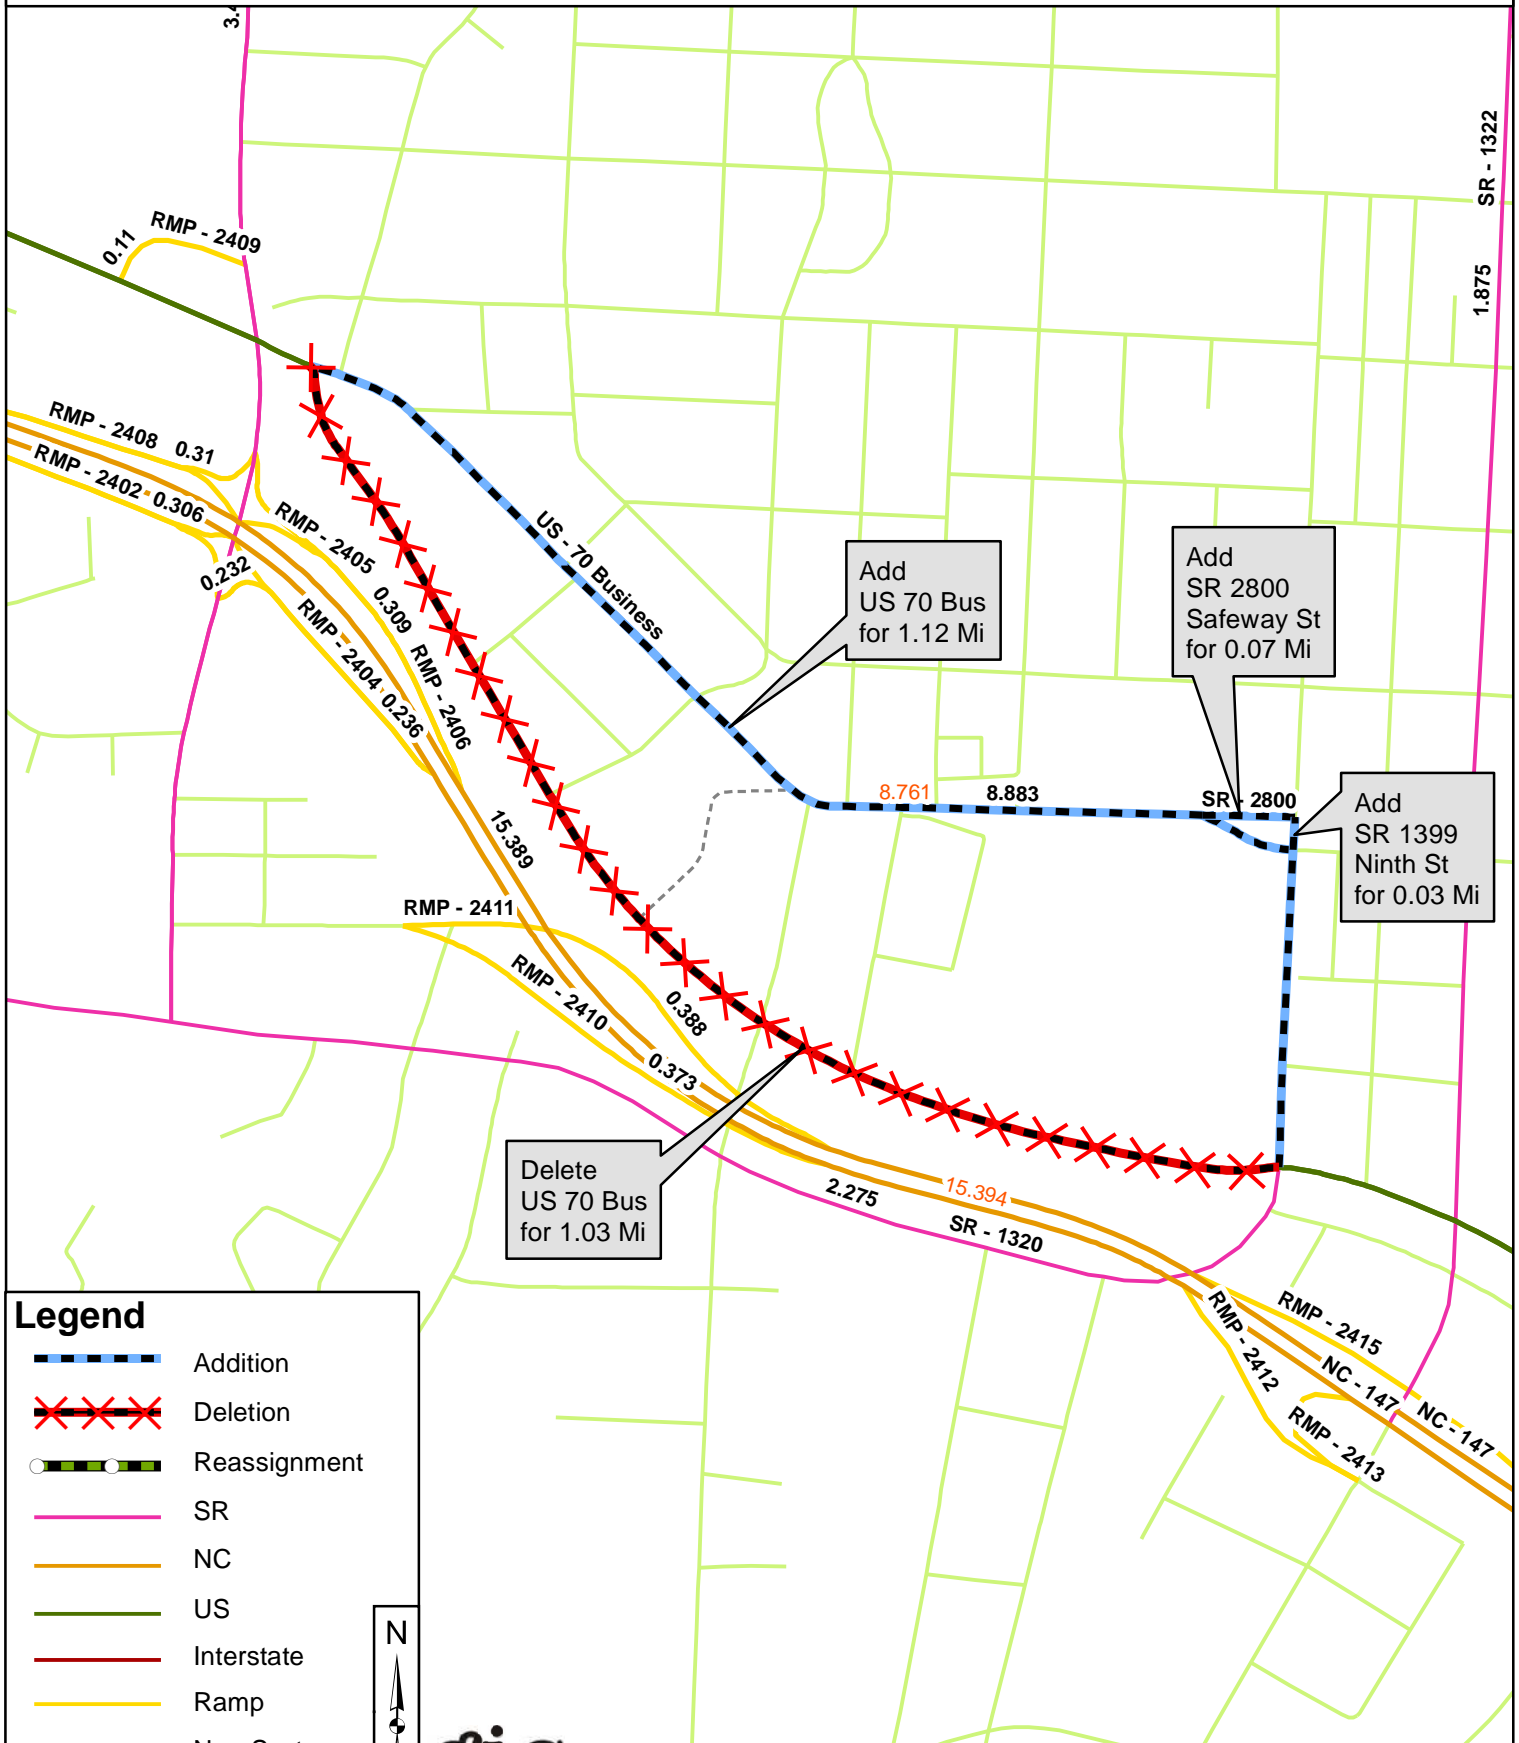 3.4
SR - 1322
1.875
RMP - 2409
0.11
RMP - 2408 0.31
RMP - 2402 0.306
RMP - 2405 0.309
0.232
RMP - 2404 0.236
RMP - 2406
US - 70 Business
Add
US 70 Bus
for 1.12 Mi
Add
SR 2800
Safeway St
for 0.07 Mi
8.761
8.883
SR - 2800
Add
SR 1399
Ninth St
for 0.03 Mi
15.389
RMP - 2411
RMP - 2410
0.388
0.373
Delete
US 70 Bus
for 1.03 Mi
2.275
15.394
SR - 1320
RMP - 2412
RMP - 2415
NC - 147
NC - 147
RMP - 2413
Legend
Addition
Deletion
Reassignment
SR
NC
US
Interstate
Ramp
N